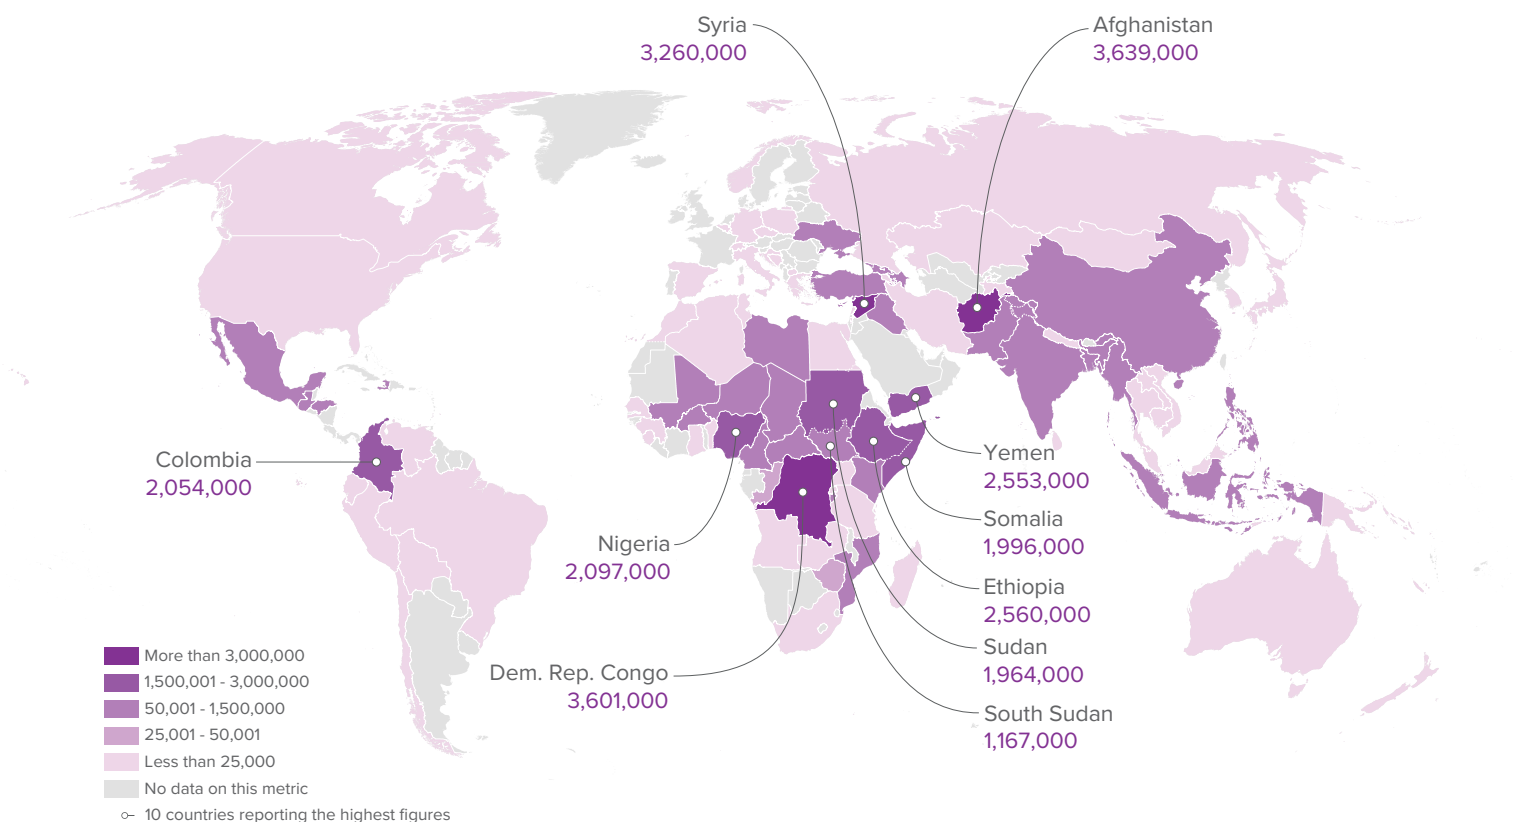 Syria
3,260,000
Afghanistan
3,639,000
Colombia
2,054,000
Nigeria
2,097,000
Dem. Rep. Congo
3,601,000
Yemen
2,553,000
Somalia
1,996,000
Ethiopia
2,560,000
Sudan
1,964,000
South Sudan
1,167,000
More than 3,000,000
1,500,001 - 3,000,000
50,001 - 1,500,000
25,001 - 50,001
Less than 25,000
No data on this metric
10 countries reporting the highest figures